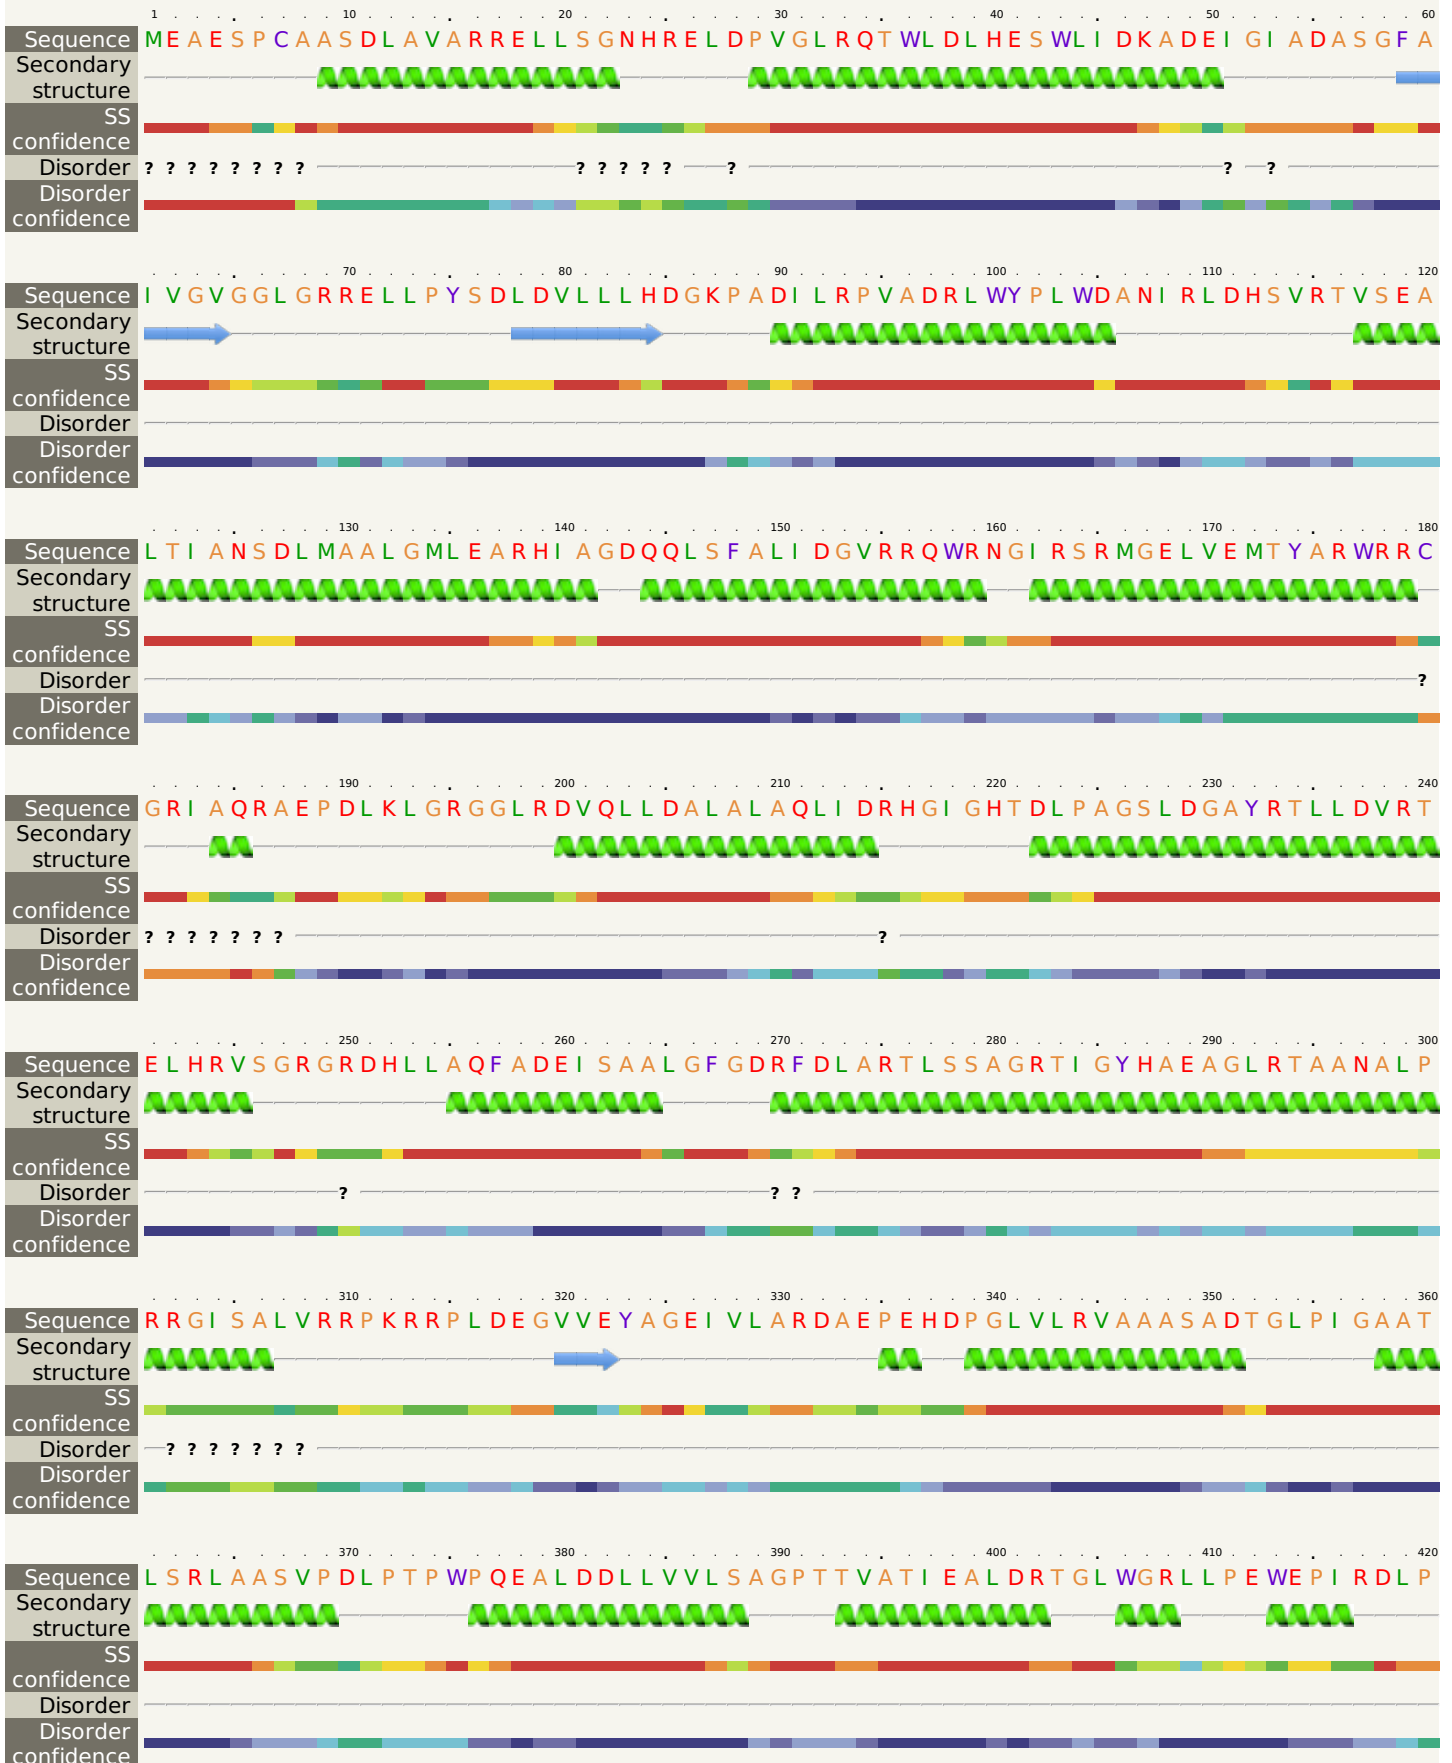 1 10 20 30 40 50 60
Sequence MEAESPCAASDLAVARRELLSGNHRELDPVGLRQTWLDLHESWLIDKADEIGIADASGFA
Secondary
structure
SS
confidence
Disorder ? ? ? ? ? ? ? ? ? ? ? ? ? ? ? ?
Disorder
confidence
70 80 90 100 110 120
Sequence IVGVGGLGRRELLPYSDLDVLLLHDGKPADILRPVADRLWYPLWDANIRLDHSVRTVSEA
Secondary
structure
SS
confidence
Disorder
Disorder
confidence
130 140 150 160 170 180
Sequence LTIANSDLMAALGMLEARHIAGDQQLSFALIDGVRRQWRNGIRSRMGELVEMTYARWRRC
Secondary
structure
SS
confidence
Disorder ?
Disorder
confidence
190 200 210 220 230 240
Sequence GRIAQRAEPDLKLGRGGLRDVQLLDALALAQLIDRHGIGHTDLPAGSLDGAYRTLLDVRT
Secondary
structure
SS
confidence
Disorder ? ? ? ? ? ? ? ?
Disorder
confidence
250 260 270 280 290 300
Sequence ELHRVSGRGRDHLLAQFADEISAALGFGDRFDLARTLSSAGRTIGYHAEAGLRTAANALP
Secondary
structure
SS
confidence
Disorder ? ? ?
Disorder
confidence
310 320 330 340 350 360
Sequence RRGISALVRRPKRRPLDEGVVEYAGEIVLARDAEPEHDPGLVLRVAAASADTGLPIGAAT
Secondary
structure
SS
confidence
Disorder ? ? ? ? ? ? ?
Disorder
confidence
370 380 390 400 410 420
Sequence LSRLAASVPDLPTPWPQEALDDLLVVLSAGPTTVATIEALDRTGLWGRLLPEWEPIRDLP
Secondary
structure
SS
confidence
Disorder
Disorder
confidence